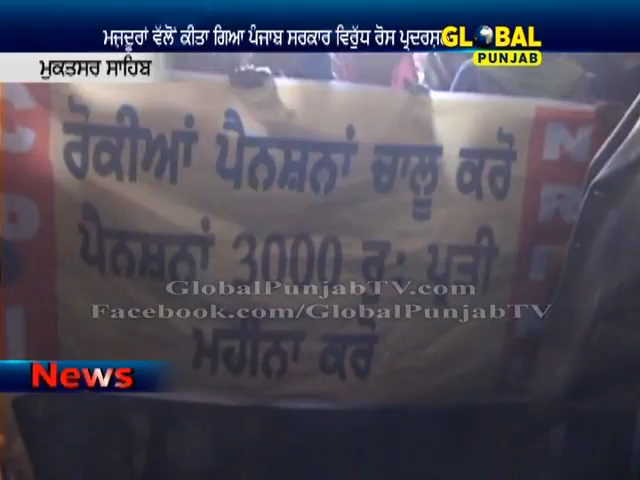 ਮਜ਼ਦੂਰਾਂ ਵੱਲੋਂ ਕੀਤਾ ਗਿਆ ਪੰਜਾਬ ਸਰਕਾਰ ਵਿਰੁੱਧ ਰੋਸ ਪ੍ਰਦਰਸ਼ਨ
GLOBAL
PUNJAB
ਮੁਕਤਸਰ ਸਾਹਿਬ
ਰੋਕੀਆਂ ਪੈਨਸ਼ਨਾਂ ਚਾਲੂ ਕਰੋ
ਪੈਨਸ਼ਨਾਂ 3000 ਰੂ: ਪ੍ਰਤੀ
GlobalPunjabTV.com
Facebook.com/GlobalPunjabTV
ਮਹੀਨਾ ਕਰੋ
News